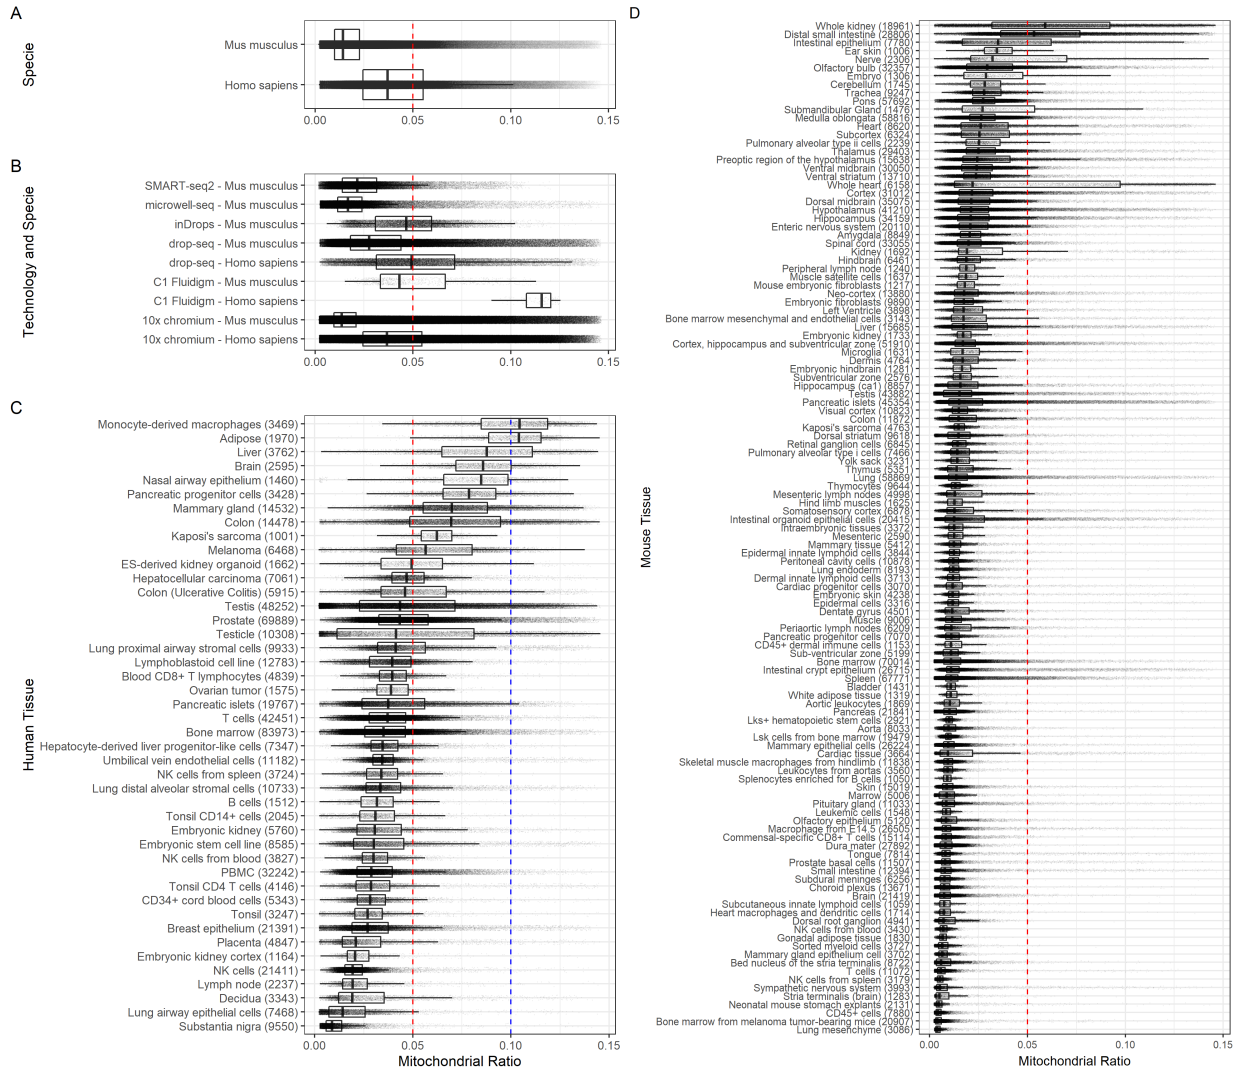 A
Specie
Mus musculus
Homo sapiens
0.00
0.05
0.10
0.15
B
Technology and Specie
SMART-seq2 - Mus musculus
microwell-seq - Mus musculus
inDrops - Mus musculus
drop-seq - Mus musculus
drop-seq - Homo sapiens
C1 Fluidigm - Mus musculus
C1 Fluidigm - Homo sapiens
10x chromium - Mus musculus
10x chromium - Homo sapiens
0.00
0.05
0.10
0.15
C
Human Tissue
Monocyte-derived macrophages (3469)
Adipose (1970)
Liver (3762)
Brain (2595)
Nasal airway epithelium (1460)
Pancreatic progenitor cells (3428)
Mammary gland (14532)
Colon (14478)
Kaposi's sarcoma (1001)
Melanoma (6468)
ES-derived kidney organoid (1662)
Hepatocellular carcinoma (7061)
Colon (Ulcerative Colitis) (5915)
Testis (48252)
Prostate (69889)
Testicle (10308)
Lung proximal airway stromal cells (9933)
Lymphoblastoid cell line (12783)
Blood CD8+ T lymphocytes (4839)
Ovarian tumor (1575)
Pancreatic islets (19767)
T cells (42451)
Bone marrow (83973)
Hepatocyte-derived liver progenitor-like cells (7347)
Umbilical vein endothelial cells (11182)
NK cells from spleen (3724)
Lung distal alveolar stromal cells (10733)
B cells (1512)
Tonsil CD14+ cells (2045)
Embryonic kidney (5760)
Embryonic stem cell line (8585)
NK cells from blood (3827)
PBMC (32242)
Tonsil CD4 T cells (4146)
CD34+ cord blood cells (5343)
Tonsil (3247)
Breast epithelium (21391)
Placenta (4847)
Embryonic kidney cortex (1164)
NK cells (21411)
Lymph node (2237)
Decidua (3343)
Lung airway epithelial cells (7468)
Substantia nigra (9550)
0.00
0.05
0.10
0.15
Mitochondrial Ratio
D
Mouse Tissue
Whole kidney (18961)
Distal small intestine (28806)
Intestinal epithelium (7780)
Ear skin (1006)
Nerve (2306)
Olfactory bulb (32357)
Embryo (1306)
Cerebellum (1745)
Trachea (9247)
Pons (57692)
Submandibular Gland (1476)
Medulla oblongata (58816)
Heart (8620)
Subcortex (6324)
Pulmonary alveolar type ii cells (2239)
Thalamus (29403)
Preoptic region of the hypothalamus (15638)
Ventral midbrain (30050)
Ventral striatum (13710)
Whole heart (6158)
Cortex (31012)
Dorsal midbrain (35075)
Hypothalamus (41210)
Hippocampus (34159)
Enteric nervous system (20110)
Amygdala (8849)
Spinal cord (33055)
Kidney (1692)
Hindbrain (6461)
Peripheral lymph node (1240)
Muscle satellite cells (1637)
Mouse embryonic fibroblasts (1217)
Neo-cortex (13880)
Embryonic fibroblasts (9890)
Left Ventricle (3898)
Bone marrow mesenchymal and endothelial cells (3143)
Liver (15685)
Embryonic kidney (1733)
Cortex, hippocampus and subventricular zone (51910)
Microglia (1631)
Dermis (4764)
Embryonic hindbrain (1281)
Subventricular zone (2576)
Hippocampus (ca1) (8857)
Testis (43882)
Pancreatic islets (45354)
Visual cortex (10823)
Colon (11872)
Kaposi's sarcoma (4763)
Dorsal striatum (9618)
Retinal ganglion cells (6845)
Pulmonary alveolar type i cells (7466)
Yolk sack (3231)
Thymus (5351)
Lung (58869)
Thymocytes (9644)
Mesenteric lymph nodes (4998)
Hind limb muscles (1625)
Somatosensory cortex (6878)
Intestinal organoid epithelial cells (20415)
Intraembryonic tissues (3372)
Mesenteric (2590)
Mammary tissue (5412)
Epidermal innate lymphoid cells (3844)
Peritoneal cavity cells (10878)
Lung endoderm (8193)
Dermal innate lymphoid cells (3713)
Cardiac progenitor cells (3070)
Embryonic skin (4238)
Epidermal cells (3316)
Dentate gyrus (4501)
Muscle (9006)
Periaortic lymph nodes (6209)
Pancreatic progenitor cells (7070)
CD45+ dermal immune cells (1153)
Sub-ventricular zone (5199)
Bone marrow (70014)
Intestinal crypt epithelium (26715)
Spleen (67771)
Bladder (1431)
White adipose tissue (1319)
Aortic leukocytes (1869)
Pancreas (21841)
Lks+ hematopoietic stem cells (2921)
Aorta (8033)
Lsk cells from bone marrow (19479)
Mammary epithelial cells (26224)
Cardiac tissue (3664)
Skeletal muscle macrophages from hindlimb (11838)
Leukocytes from aortas (3560)
Splenocytes enriched for B cells (1050)
Skin (15019)
Marrow (5006)
Pituitary gland (11033)
Leukemic cells (1548)
Olfactory epithelium (5120)
Macrophage from E14.5 (26505)
Commensal-specific CD8+ T cells (15114)
Dura mater (27892)
Tongue (7814)
Prostate basal cells (11507)
Small intestine (12394)
Subdural meninges (6256)
Choroid plexus (13671)
Brain (21419)
Subcutaneous innate lymphoid cells (1059)
Heart macrophages and dendritic cells (1714)
Dorsal root ganglion (4941)
NK cells from blood (3430)
Gonadal adipose tissue (1830)
Sorted myeloid cells (3727)
Mammary gland epithelium cell (3702)
Bed nucleus of the stria terminalis (8722)
T cells (11072)
NK cells from spleen (3179)
Sympathetic nervous system (3993)
Stria terminalis (brain) (1283)
Neonatal mouse stomach explants (2131)
CD45+ cells (7880)
Bone marrow from melanoma tumor-bearing mice (20907)
Lung mesenchyme (3086)
0.00
0.05
0.10
0.15
Mitochondrial Ratio